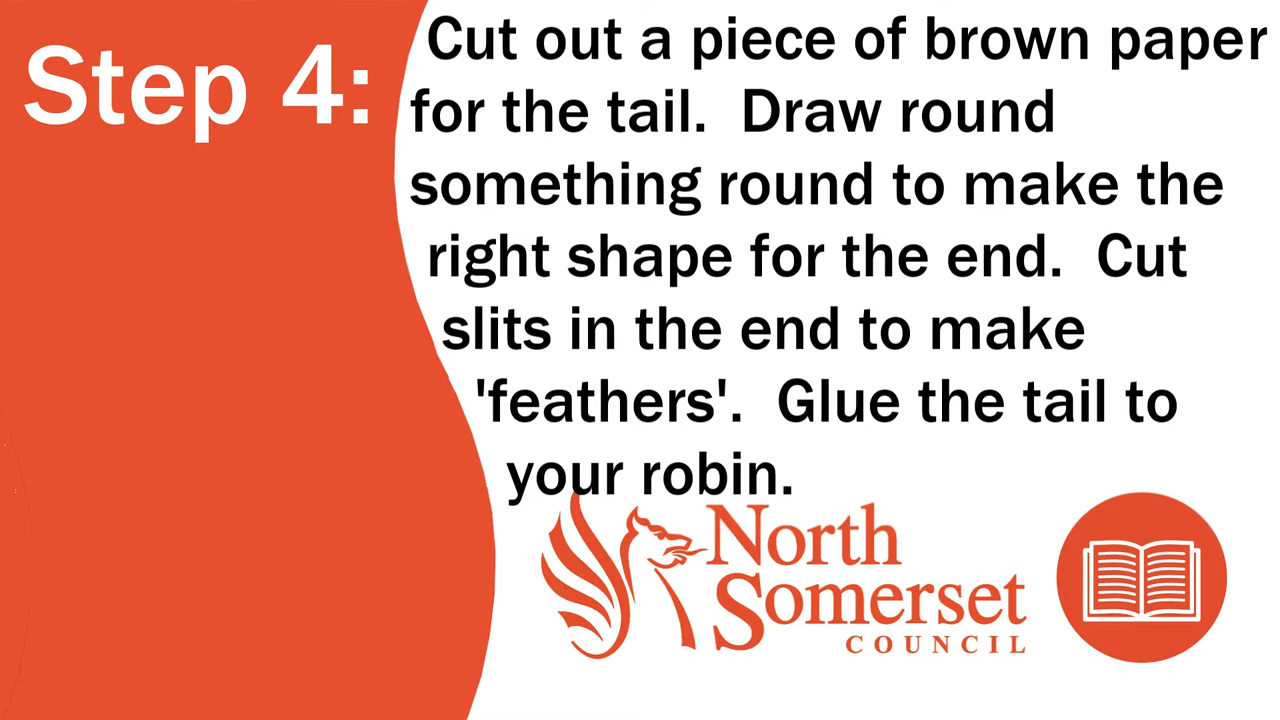 Step 4:
Cut out a piece of brown paper
for the tail.  Draw round
something round to make the
right shape for the end.  Cut
slits in the end to make
'feathers'.  Glue the tail to
your robin.
North
Somerset
COUNCIL